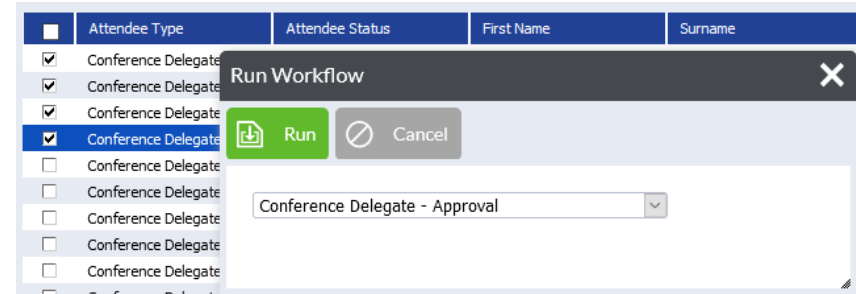 Attendee Type Attendee Status First Name Surname
Conference Delegate
Run Workflow
Conference Delegate
Conference Delegate
Run Cancel
Conference Delegate
Conference Delegate
Conference Delegate
Conference Delegate - Approval
Conference Delegate
Conference Delegate
Conference Delegate